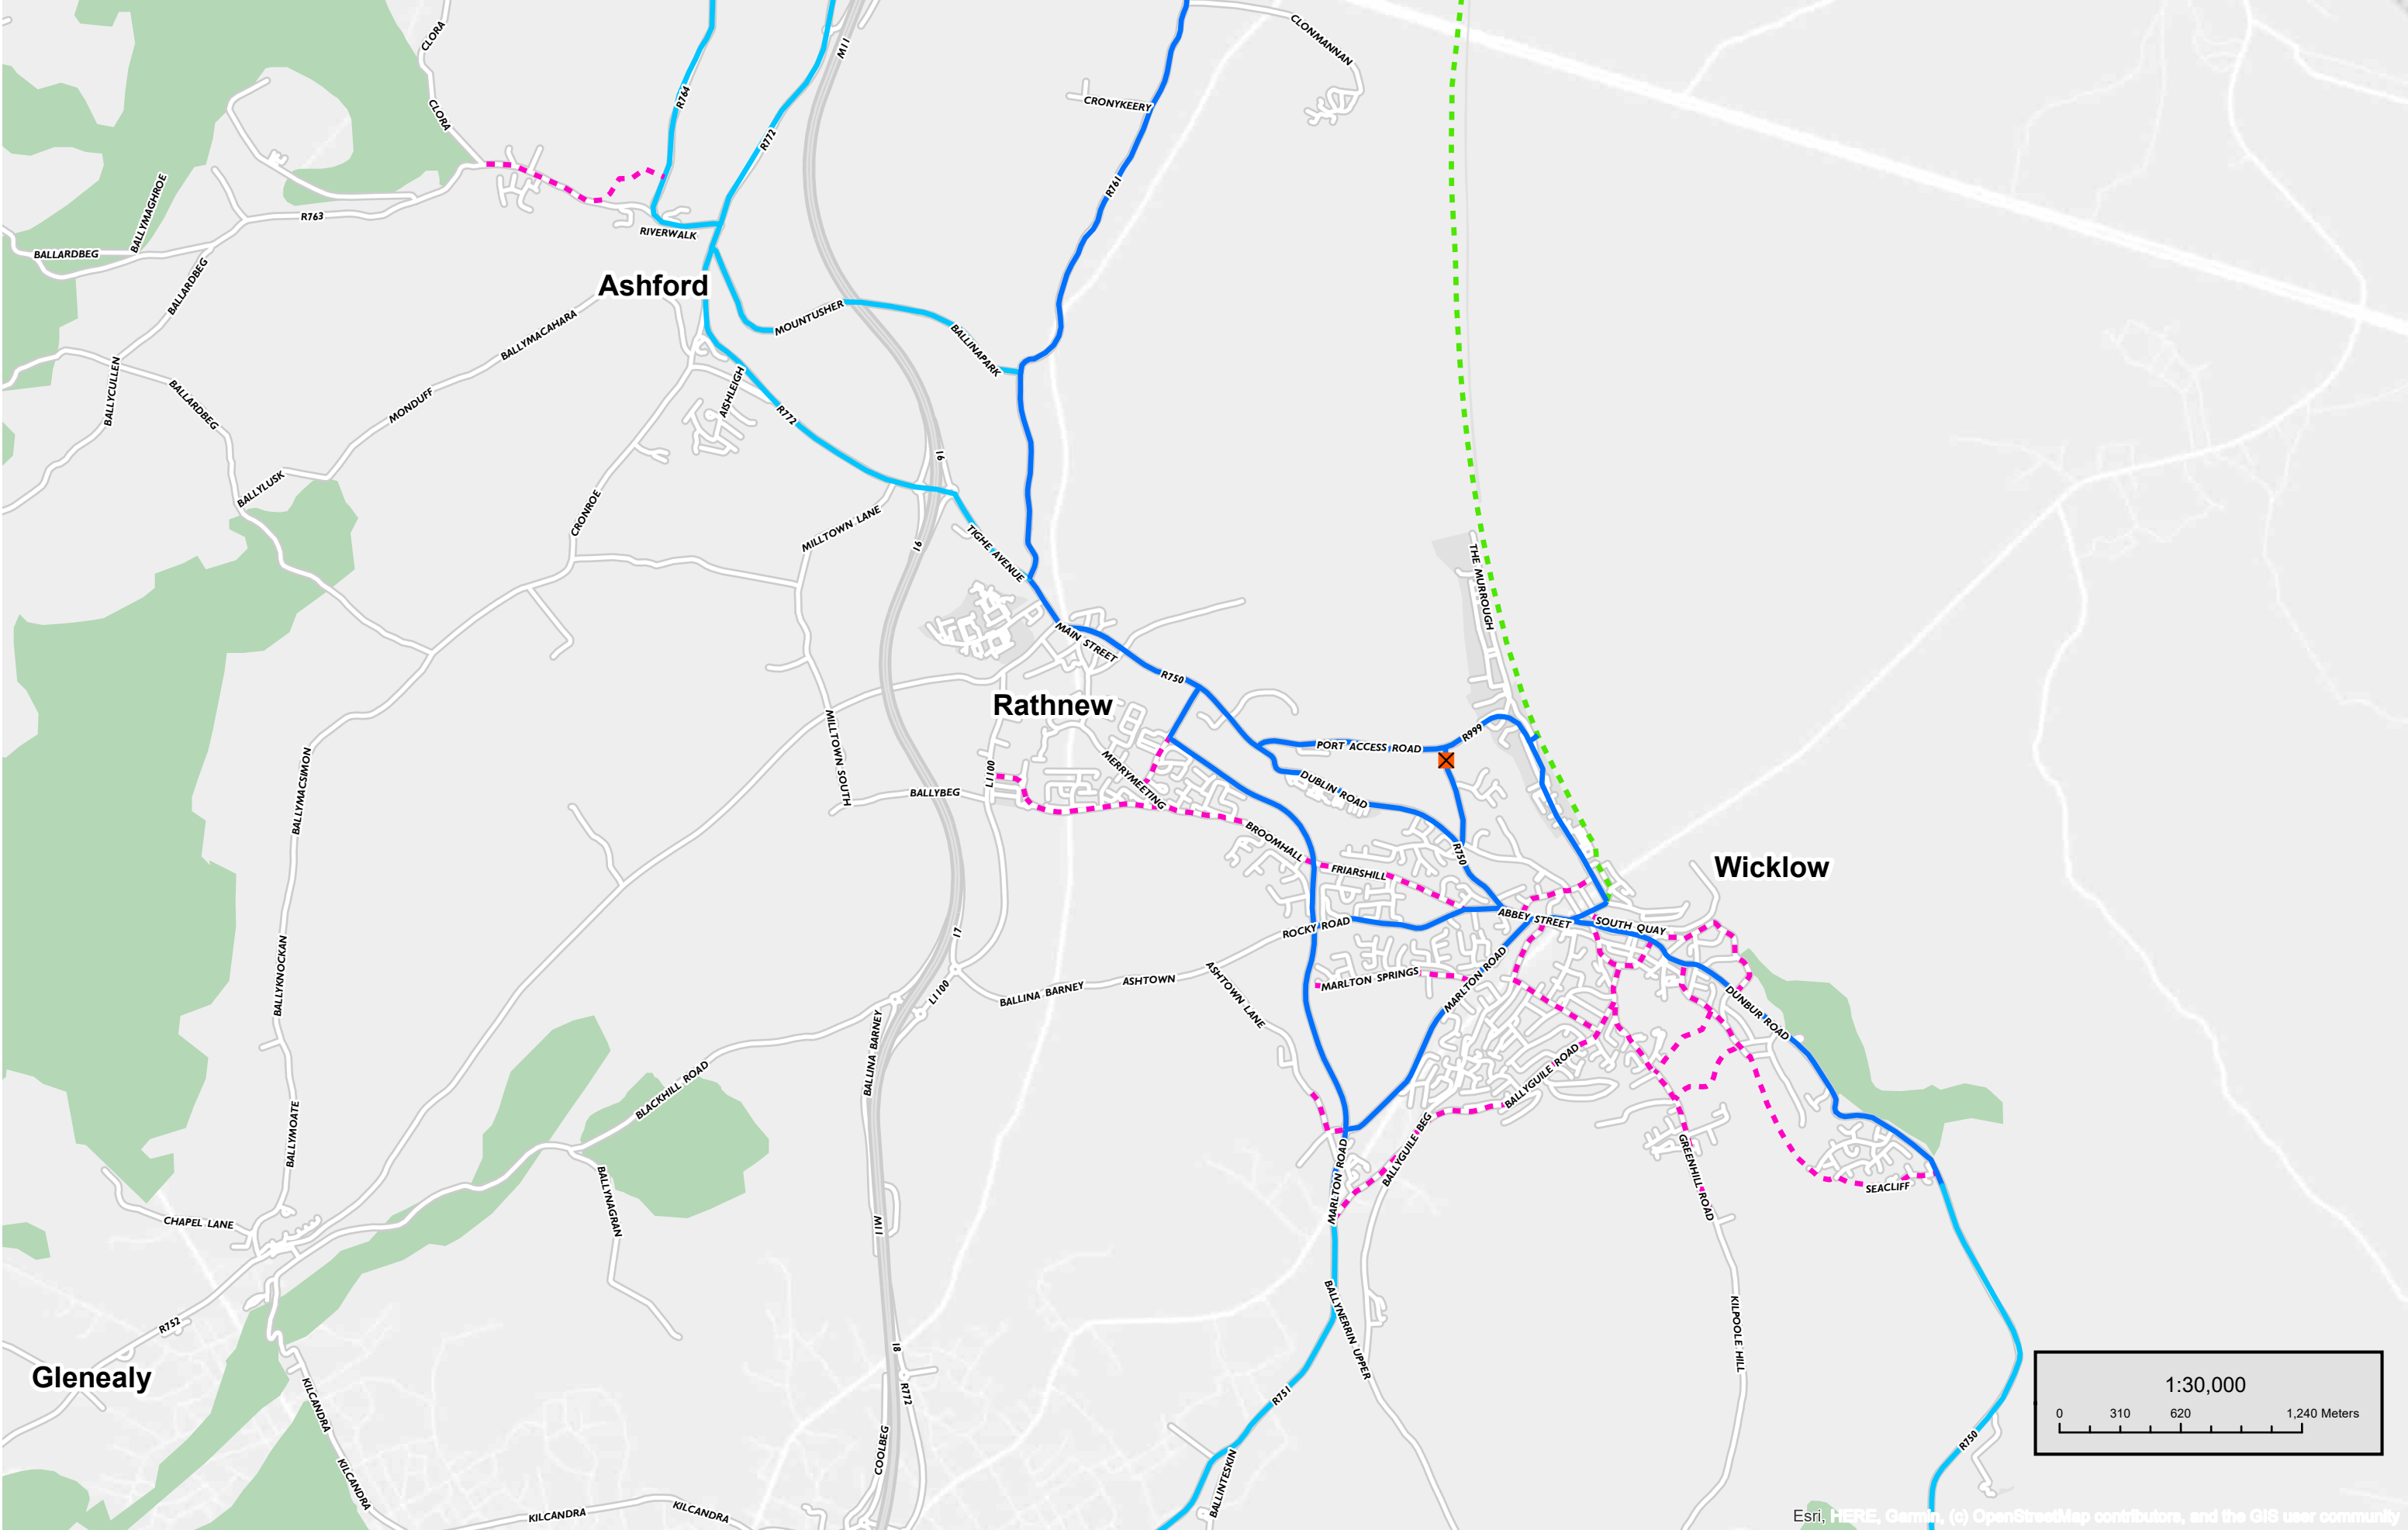 CLORA
M11
CLONMANNAN
R764
CRONYKEERY
CLORA
R772
R761
BALLYMAGHROE
R763
RIVERWALK
BALLARDBEG
BALLARDBEG
Ashford
MOUNTUSHER
BALLYMACAHARA
BALLINAPARK
BALLYCULLEN
BALLARDBEG
MONDUFF
AISHLEIGH
R772
16
BALLYLUSK
CRONROE
MILLTOWN LANE
16
TIGHE AVENUE
THE MURROUGH
MAIN STREET
R750
Rathnew
MILLTOWN SOUTH
PORT ACCESS ROAD
R999
L1100
MERRYMEETING
DUBLIN ROAD
BALLYMACSIMON
BALLYBEG
BROOMHALL
R750
FRIARSHILL
Wicklow
ABBEY STREET
SOUTH QUAY
ROCKY ROAD
17
BALLYKNOCKAN
ASHTOWN LANE
MARLTON SPRINGS
MARLTON ROAD
ASHTOWN
BALLINA BARNEY
L1100
DUNBUR ROAD
BALLINA BARNEY
BLACKHILL ROAD
BALLYGUILE ROAD
BALLYMOATE
BALLYGUILE BEG
MARLTON ROAD
GREENHILL ROAD
SEACLIFF
BALLYNAGRAN
CHAPEL LANE
M11
R752
BALLYNERRIN UPPER
KILPOOLE HILL
18
Glenealy
R772
R751
KILCANDRA
COOLBEG
BALLINTESKIN
KILCANDRA
KILCANDRA
KILCANDRA
R750
1:30,000
0 310 620 1,240 Meters
Esri, HERE, Garmin, (c) OpenStreetMap contributors, and the GIS user community